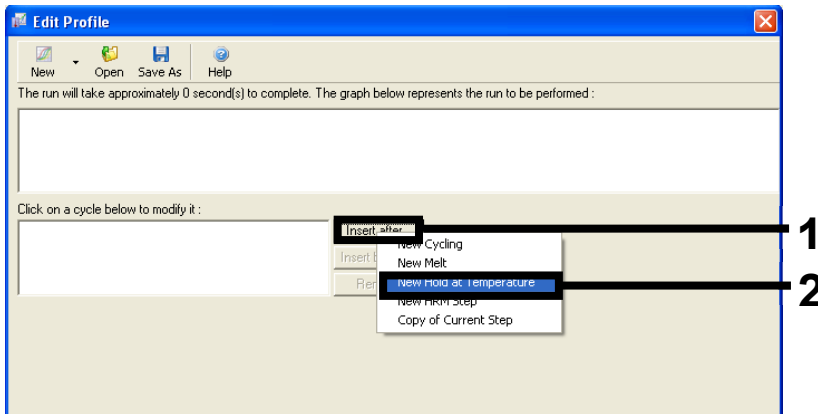 Edit Profile
New Open Save As Help
The run will take approximately 0 second(s) to complete. The graph below represents the run to be performed :
Click on a cycle below to modify it :
Insert after...
1
New Cycling
Insert
New Melt
New Hold at Temperature
2
New HRM Step
Copy of Current Step